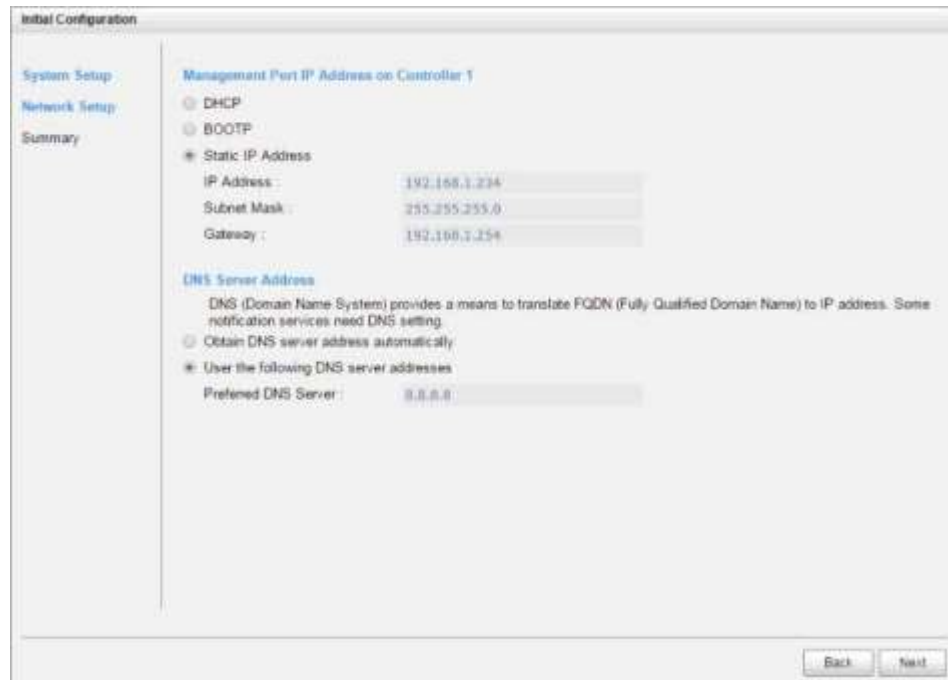 Initial Configuration
System Setup
Network Setup
Summary
Management Port IP Address on Controller 1
DHCP
BOOTP
Static IP Address
IP Address :
192.168.1.234
Subnet Mask :
255.255.255.0
Gateway :
192.168.1.254
DNS Server Address
DNS (Domain Name System) provides a means to translate FQDN (Fully Qualified Domain Name) to IP address. Some
notification services need DNS setting.
Obtain DNS server address automatically
User the following DNS server addresses
Preferred DNS Server :
8.8.8.8
Back
Next